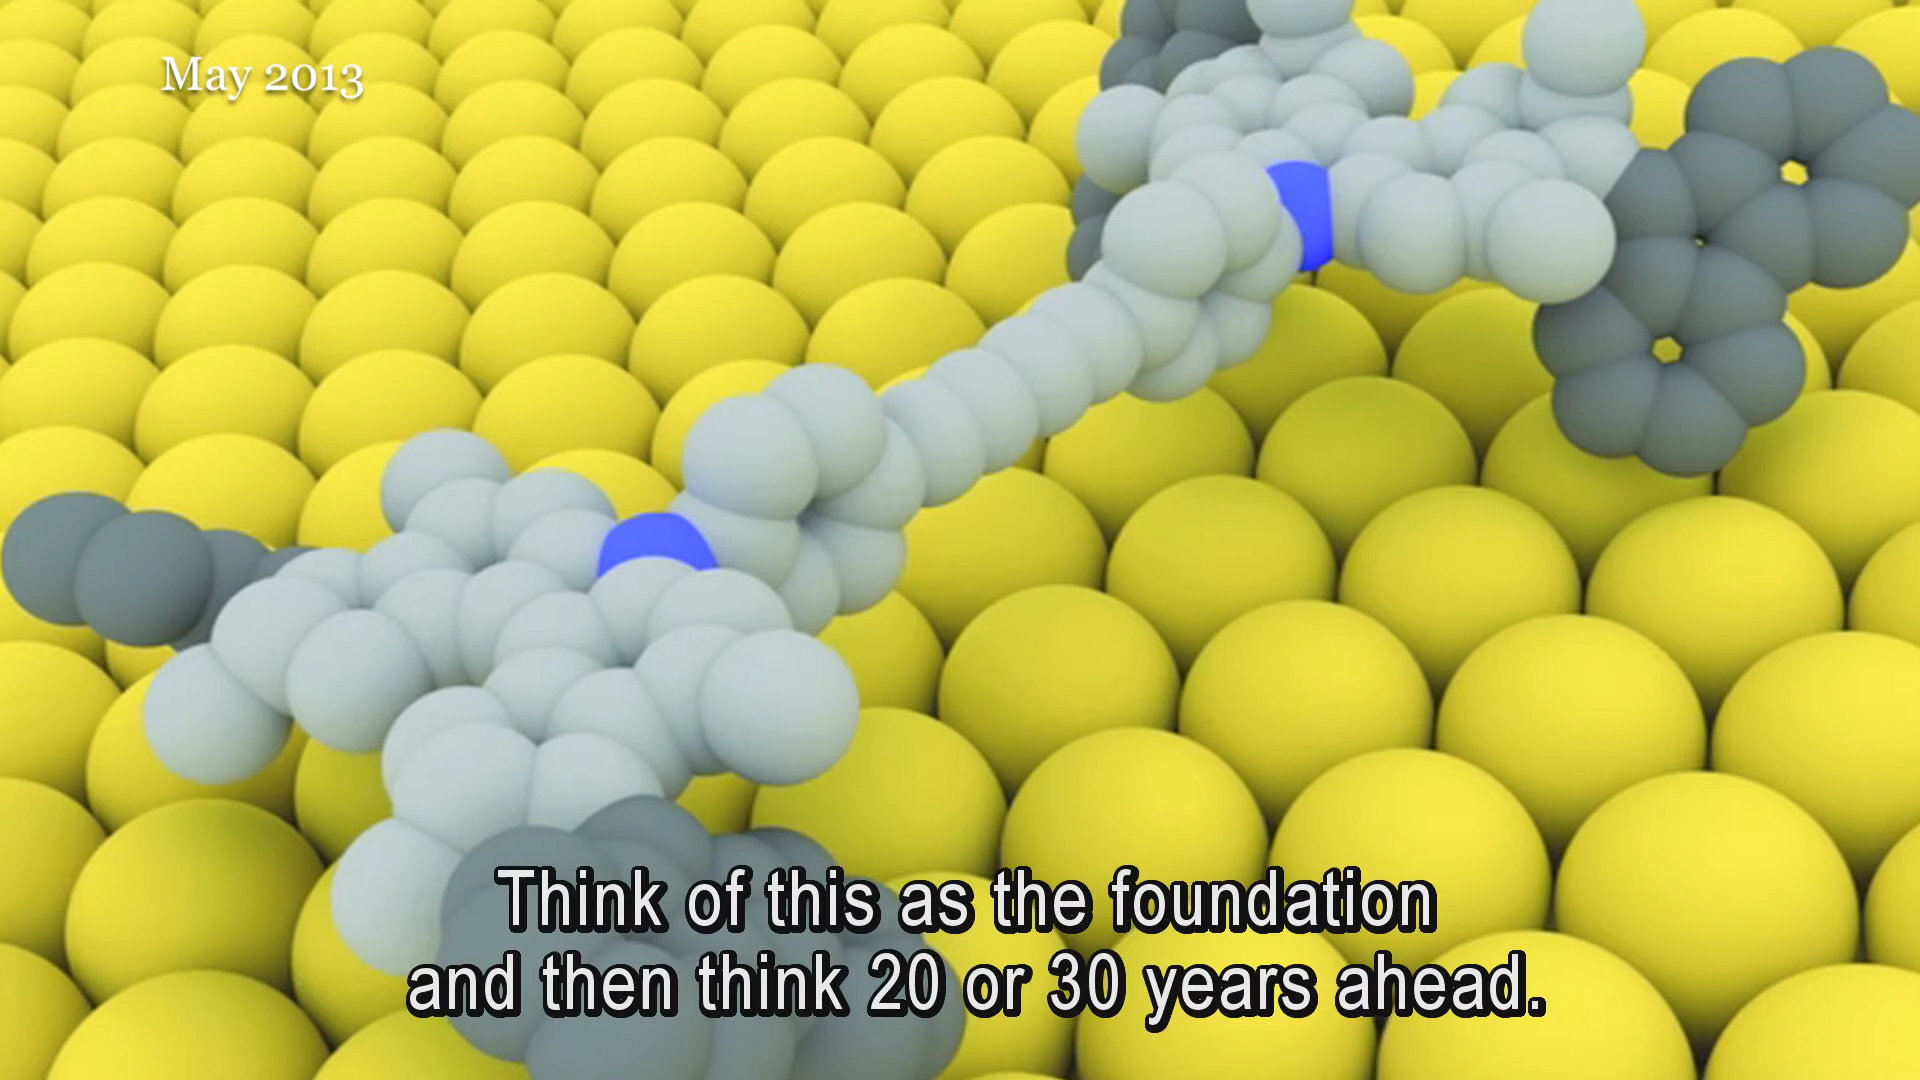 May 2013
Think of this as the foundation
and then think 20 or 30 years ahead.